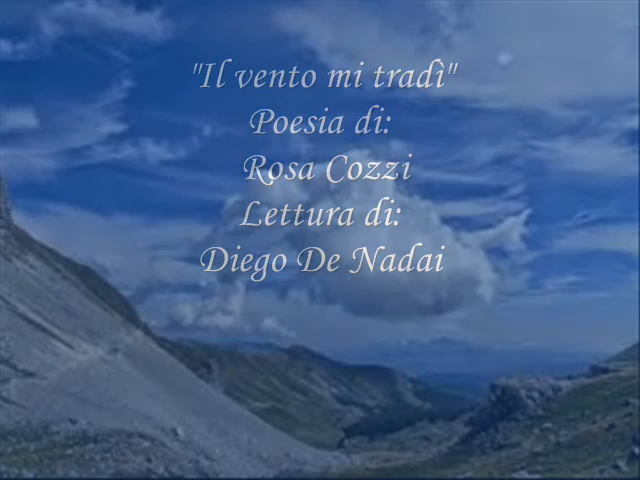 "Il vento mi tradì"
Poesia di:
Rosa Cozzi
Lettura di:
Diego De Nadai